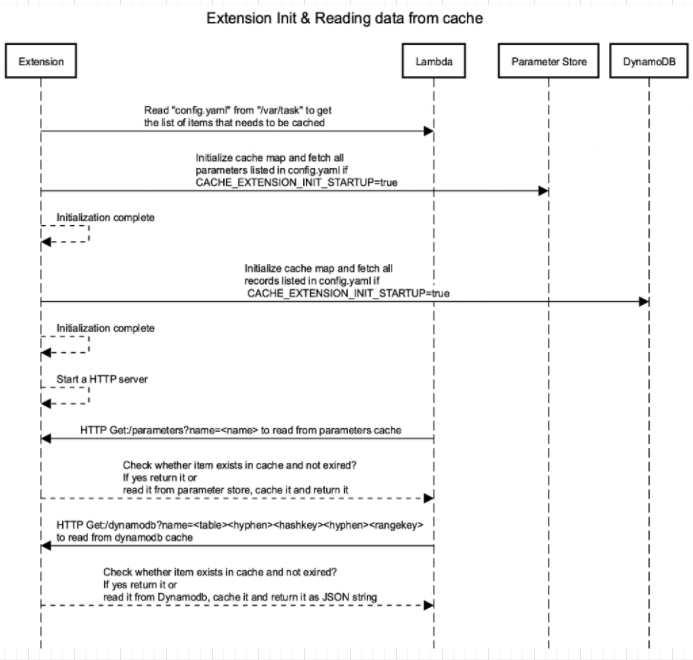 Extension Init & Reading data from cache
Extension
Lambda
Parameter Store
DynamoDB
Read "config.yaml" from "/var/task" to get
the list of items that needs to be cached
Initialize cache map and fetch all
parameters listed in config.yaml if
CACHE_EXTENSION_INIT_STARTUP=true
Initialization complete
Initialize cache map and fetch all
records listed in config.yaml if
CACHE_EXTENSION_INIT_STARTUP=true
Initialization complete
Start a HTTP server
HTTP Get:/parameters?name=<name> to read from parameters cache
Check whether item exists in cache and not exired?
If yes return it or
read it from parameter store, cache it and return it
HTTP Get:/dynamodb?name=<table><hyphen><hashkey><hyphen><rangekey>
to read from dynamodb cache
Check whether item exists in cache and not exired?
If yes return it or
read it from Dynamodb, cache it and return it as JSON string